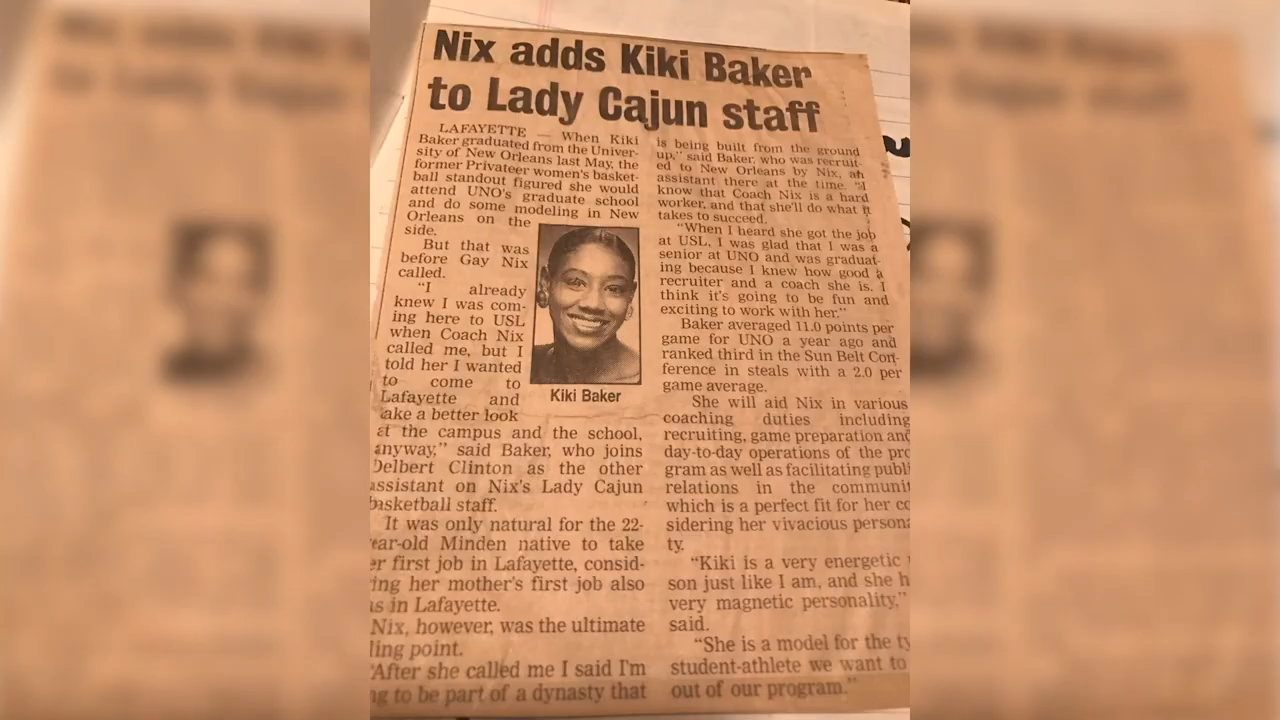 Nix adds Kiki Baker
to Lady Cajun staff
LAFAYETTE — When Kiki
Baker graduated from the Univer-
sity of New Orleans last May, the
former Privateer women's basket-
ball standout figured she would
attend UNO's graduate school
and do some modeling in New
Orleans on the
side.
But that was
before Gay Nix
called.
"I already
knew I was com-
ing here to USL
when Coach Nix
called me, but I
told her I wanted
to come to
Lafayette and
ake a better look
at the campus and the school,
anyway," said Baker, who joins
Delbert Clinton as the other
assistant on Nix's Lady Cajun
basketball staff.
It was only natural for the 22-
ear-old Minden native to take
er first job in Lafayette, consid-
ring her mother's first job also
as in Lafayette.
Nix, however, was the ultimate
ling point.
"After she called me I said I'm
ng to be part of a dynasty that
Kiki Baker
is being built from the ground
up," said Baker, who was recruit-
ed to New Orleans by Nix, an
assistant there at the time. "I
know that Coach Nix is a hard
worker, and that she'll do what it
takes to succeed.
"When I heard she got the job
at USL, I was glad that I was a
senior at UNO and was graduat-
ing because I knew how good a
recruiter and a coach she is. I
think it's going to be fun and
exciting to work with her."
Baker averaged 11.0 points per
game for UNO a year ago and
ranked third in the Sun Belt Con-
ference in steals with a 2.0 per
game average.
She will aid Nix in various
coaching duties including
recruiting, game preparation and
day-to-day operations of the pro
gram as well as facilitating publi
relations in the communit
which is a perfect fit for her co
sidering her vivacious persona
ty.
"Kiki is a very energetic
son just like I am, and she h
very magnetic personality,"
said.
"She is a model for the ty
student-athlete we want to
out of our program."